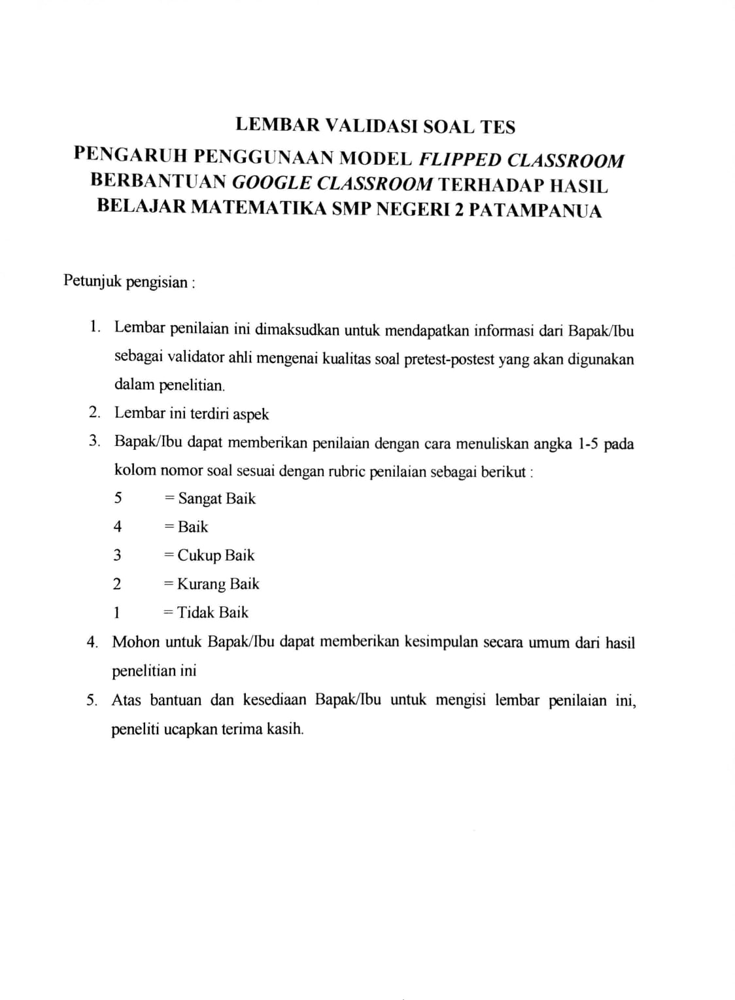 LEMBAR VALIDASI SOAL TES
PENGARUH PENGGUNAAN MODEL FLIPPED CLASSROOM
BERBANTUAN GOOGLE CLASSROOM TERHADAP HASIL
BELAJAR MATEMATIKA SMP NEGERI 2 PATAMPANUA
Petunjuk pengisian :
1. Lembar penilaian ini dimaksudkan untuk mendapatkan informasi dari Bapak/Ibu
sebagai validator ahli mengenai kualitas soal pretest-postest yang akan digunakan
dalam penelitian.
2. Lembar ini terdiri aspek
3. Bapak/Ibu dapat memberikan penilaian dengan cara menuliskan angka 1-5 pada
kolom nomor soal sesuai dengan rubric penilaian sebagai berikut :
5 = Sangat Baik
4 = Baik
3 = Cukup Baik
2 = Kurang Baik
1 = Tidak Baik
4. Mohon untuk Bapak/Ibu dapat memberikan kesimpulan secara umum dari hasil
penelitian ini
5. Atas bantuan dan kesediaan Bapak/Ibu untuk mengisi lembar penilaian ini,
peneliti ucapkan terima kasih.